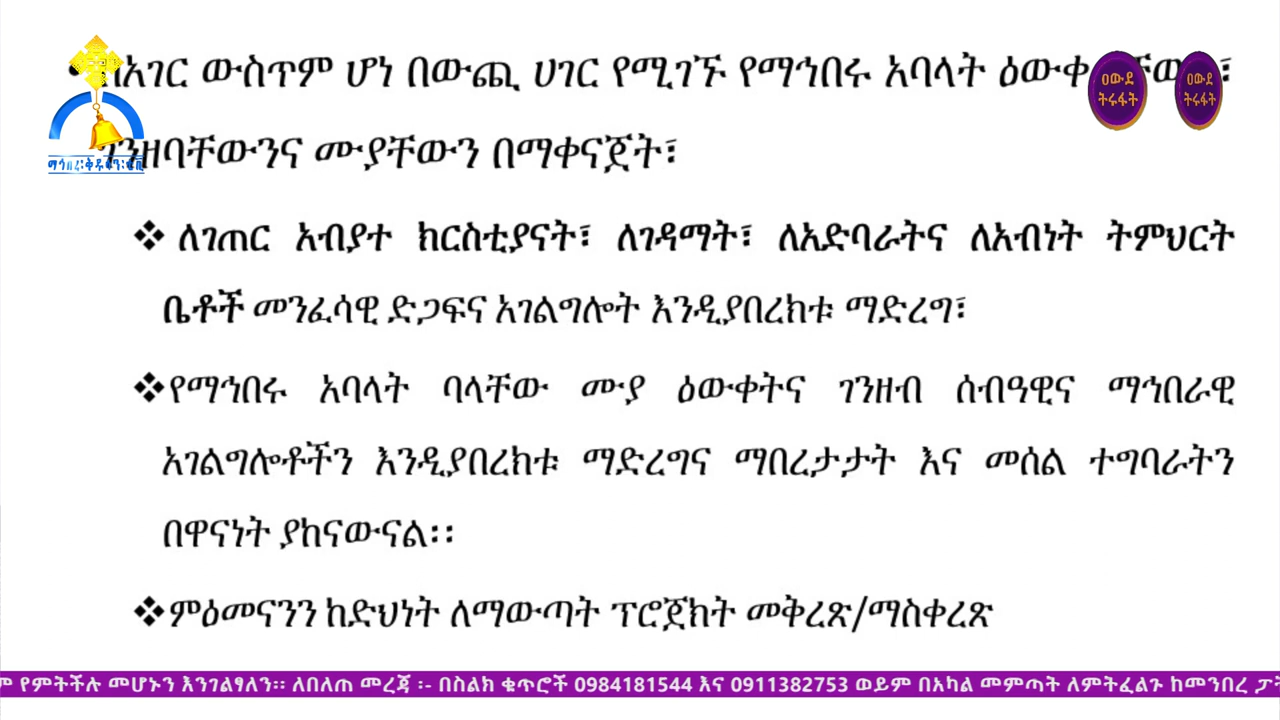 ውስጥም ሆነ በውጪ ሀገር የሚገኙ የማኅበሩ አባላት
ገንዘባቸውንና ሙያቸውን በማቀናጀት፣
❖ ለገጠር አብያተ ክርስቲያናት፣ ለገዳማት፣ ለአድባራትና ለአብነት ትምህርት
ቤቶች መንፈሳዊ ድጋፍና አገልግሎት እንዲያበረክቱ ማድረግ፣
❖የማኅበሩ አባላት ባላቸው ሙያ ዕውቀትና ገንዘብ ሰብዓዊና ማኅበራዊ
አገልግሎቶችን እንዲያበረክቱ ማድረግና ማበረታታት እና መሰል ተግባራትን
በዋናነት ያከናውናል፡፡
❖ምዕመናንን ከድህነት ለማውጣት ፕሮጀክት መቅረጽ/ማስቀረጽ
ዐውደ
ትሩፋት
ዐውደ
ትሩፋት
የምትችሉ መሆኑን እንገልፃለን፡፡ ለበለጠ መረጃ ፡- በስልክ ቁጥሮች 0984181544 እና 0911382753 ወይም በአካል መምጣት ለምትፈልጉ ከመንበረ